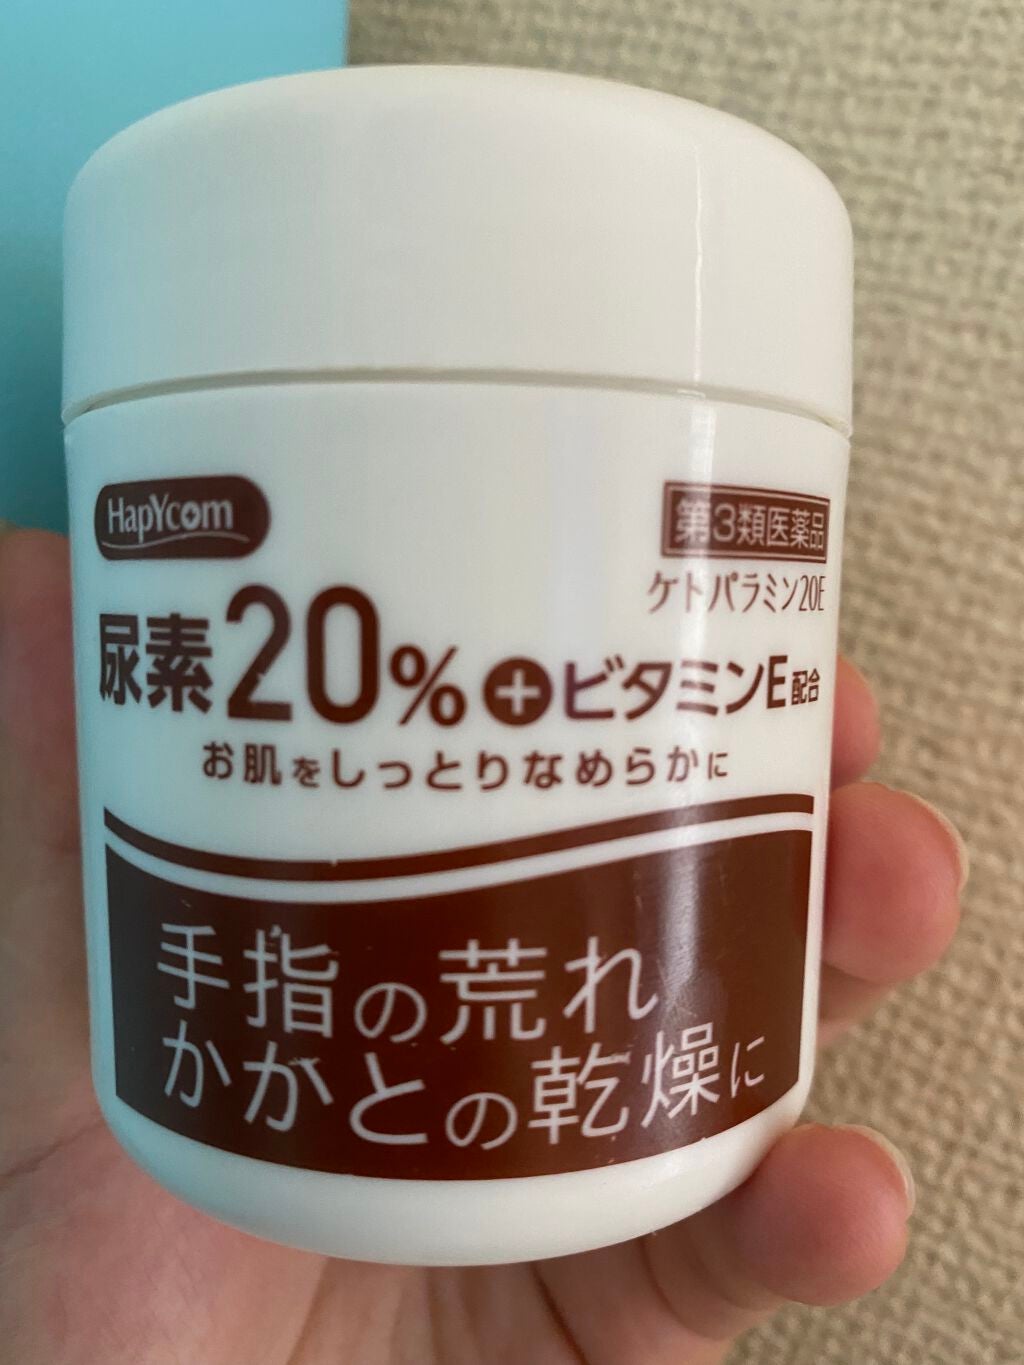 HapYcom
第3類医薬品
ケトパラミン20E
尿素20%+ビタミンE配合
お肌をしっとりなめらかに
手指の荒れ
かがとの乾燥に